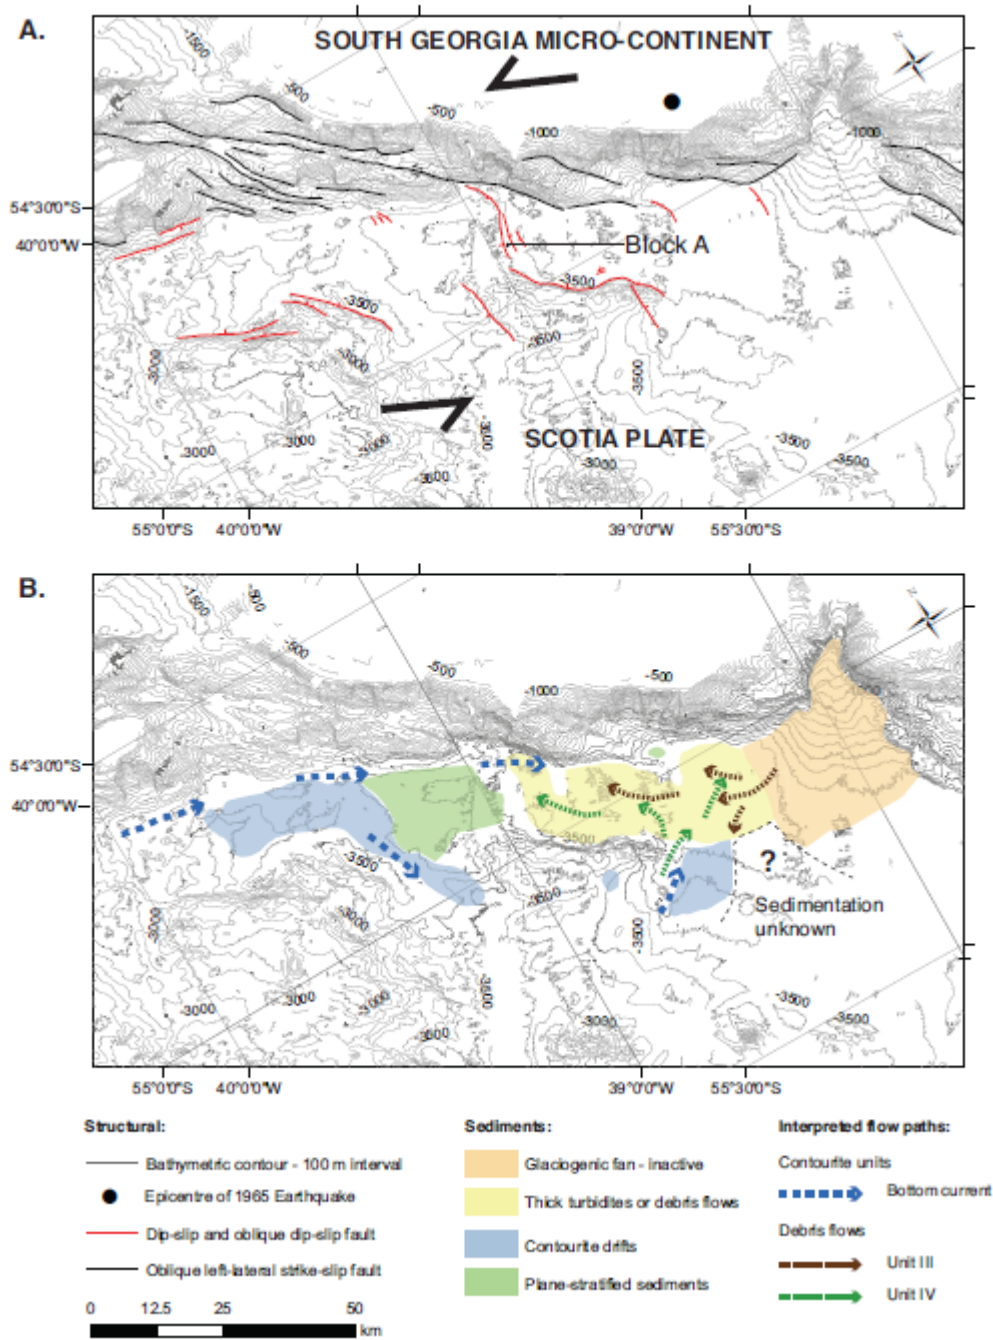 A.
SOUTH GEORGIA MICRO-CONTINENT
-1500
-500
-500
-1000
-1000
54°30'0"S
40°0'0"W
Block A
-3500
-3500
-3500
-3000
-3000
-3500
SCOTIA PLATE
-3500
-3000
-3000
-3000
-3500
-3000
-3500
-3500
55°0'0"S 40°0'0"W 39°0'0"W 55°30'0"S
B.
-1500
-500
-500
-500
-500
-1000
54°30'0"S
40°0'0"W
-3500
-3500
?
-3500
Sedimentation
unknown
-3000
-3000
-3500
-3500
-3000
-3000
-3000
-3500
-3000
-3500
-3500
55°0'0"S 40°0'0"W 39°0'0"W 55°30'0"S
Structural:
Bathymetric contour - 100 m interval
Epicentre of 1965 Earthquake
Dip-slip and oblique dip-slip fault
Oblique left-lateral strike-slip fault
0 12.5 25 50
km
Sediments:
Glaciogenic fan - inactive
Thick turbidites or debris flows
Contourite drifts
Plane-stratified sediments
Interpreted flow paths:
Contourite units
Bottom current
Debris flows
Unit III
Unit IV